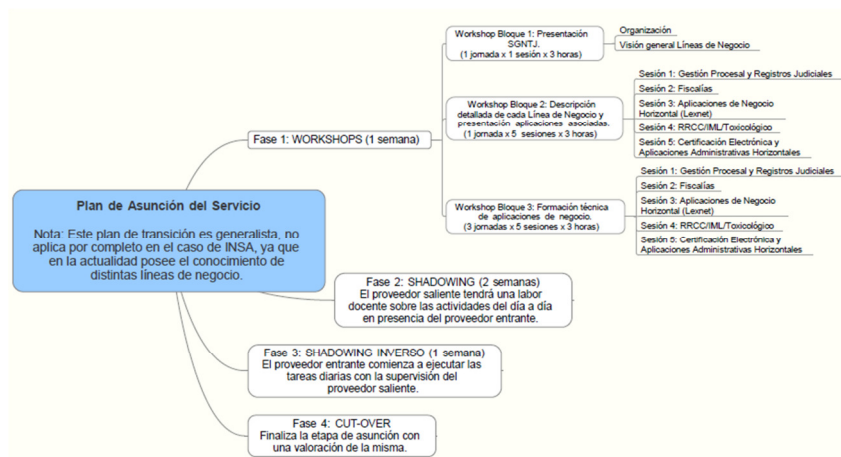 Plan de Asunción del Servicio
Nota: Este plan de transición es generalista, no
aplica por completo en el caso de INSA, ya que
en la actualidad posee el conocimiento de
distintas líneas de negocio.
Fase 1: WORKSHOPS (1 semana)
Workshop Bloque 1: Presentación
SGNTJ.
(1 jornada x 1 sesión x 3 horas)
Organización
Visión general Líneas de Negocio
Workshop Bloque 2: Descripción
detallada de cada Línea de Negocio y
presentación aplicaciones asociadas.
(1 jornada x 5 sesiones x 3 horas)
Sesión 1: Gestión Procesal y Registros Judiciales
Sesión 2: Fiscalías
Sesión 3: Aplicaciones de Negocio
Horizontal (Lexnet)
Sesión 4: RRCC/IML/Toxicológico
Sesión 5: Certificación Electrónica y
Aplicaciones Administrativas Horizontales
Workshop Bloque 3: Formación técnica
de aplicaciones de negocio.
(3 jornadas x 5 sesiones x 3 horas)
Sesión 1: Gestión Procesal y Registros Judiciales
Sesión 2: Fiscalías
Sesión 3: Aplicaciones de Negocio
Horizontal (Lexnet)
Sesión 4: RRCC/IML/Toxicológico
Sesión 5: Certificación Electrónica y
Aplicaciones Administrativas Horizontales
Fase 2: SHADOWING (2 semanas)
El proveedor saliente tendrá una labor
docente sobre las actividades del día a día
en presencia del proveedor entrante.
Fase 3: SHADOWING INVERSO (1 semana)
El proveedor entrante comienza a ejecutar las
tareas diarias con la supervisión del
proveedor saliente.
Fase 4: CUT-OVER
Finaliza la etapa de asunción con
una valoración de la misma.